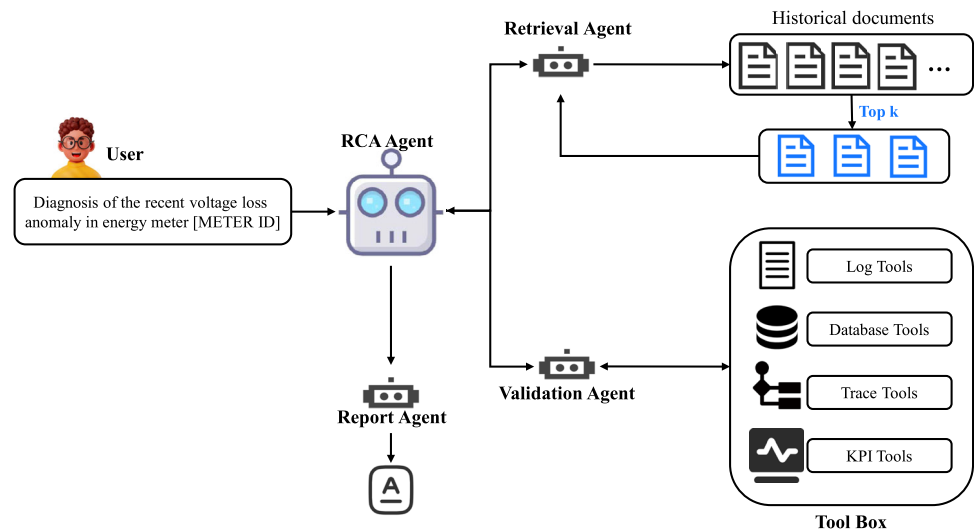 Historical documents
Retrieval Agent
...
Top k
User
RCA Agent
Diagnosis of the recent voltage loss
anomaly in energy meter [METER ID]
Log Tools
Database Tools
Trace Tools
KPI Tools
Validation Agent
Report Agent
A
Tool Box